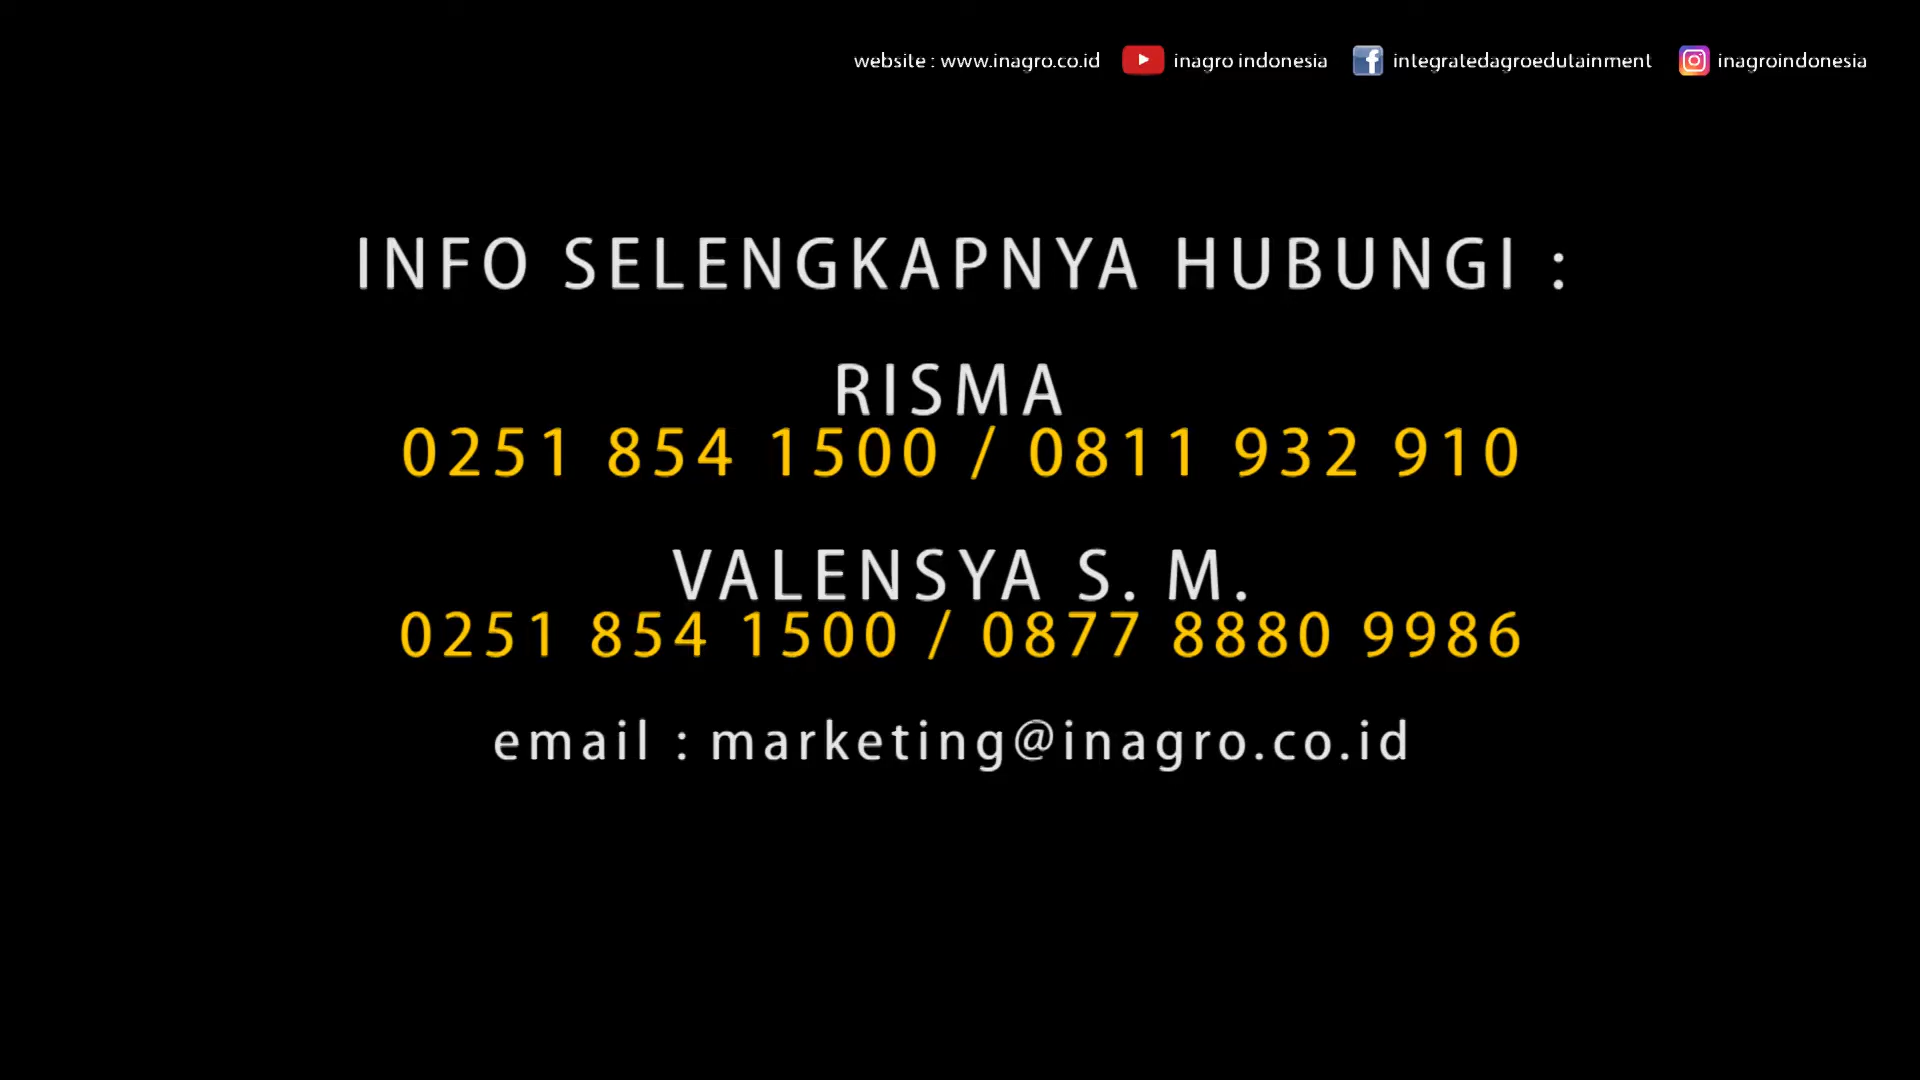 website : www.inagro.co.id inagro indonesia integratedagroedutainment inagroindonesia
INFO SELENGKAPNYA HUBUNGI :
RISMA
0251 854 1500 / 0811 932 910
VALENSYA S. M.
0251 854 1500 / 0877 8880 9986
email : marketing@inagro.co.id